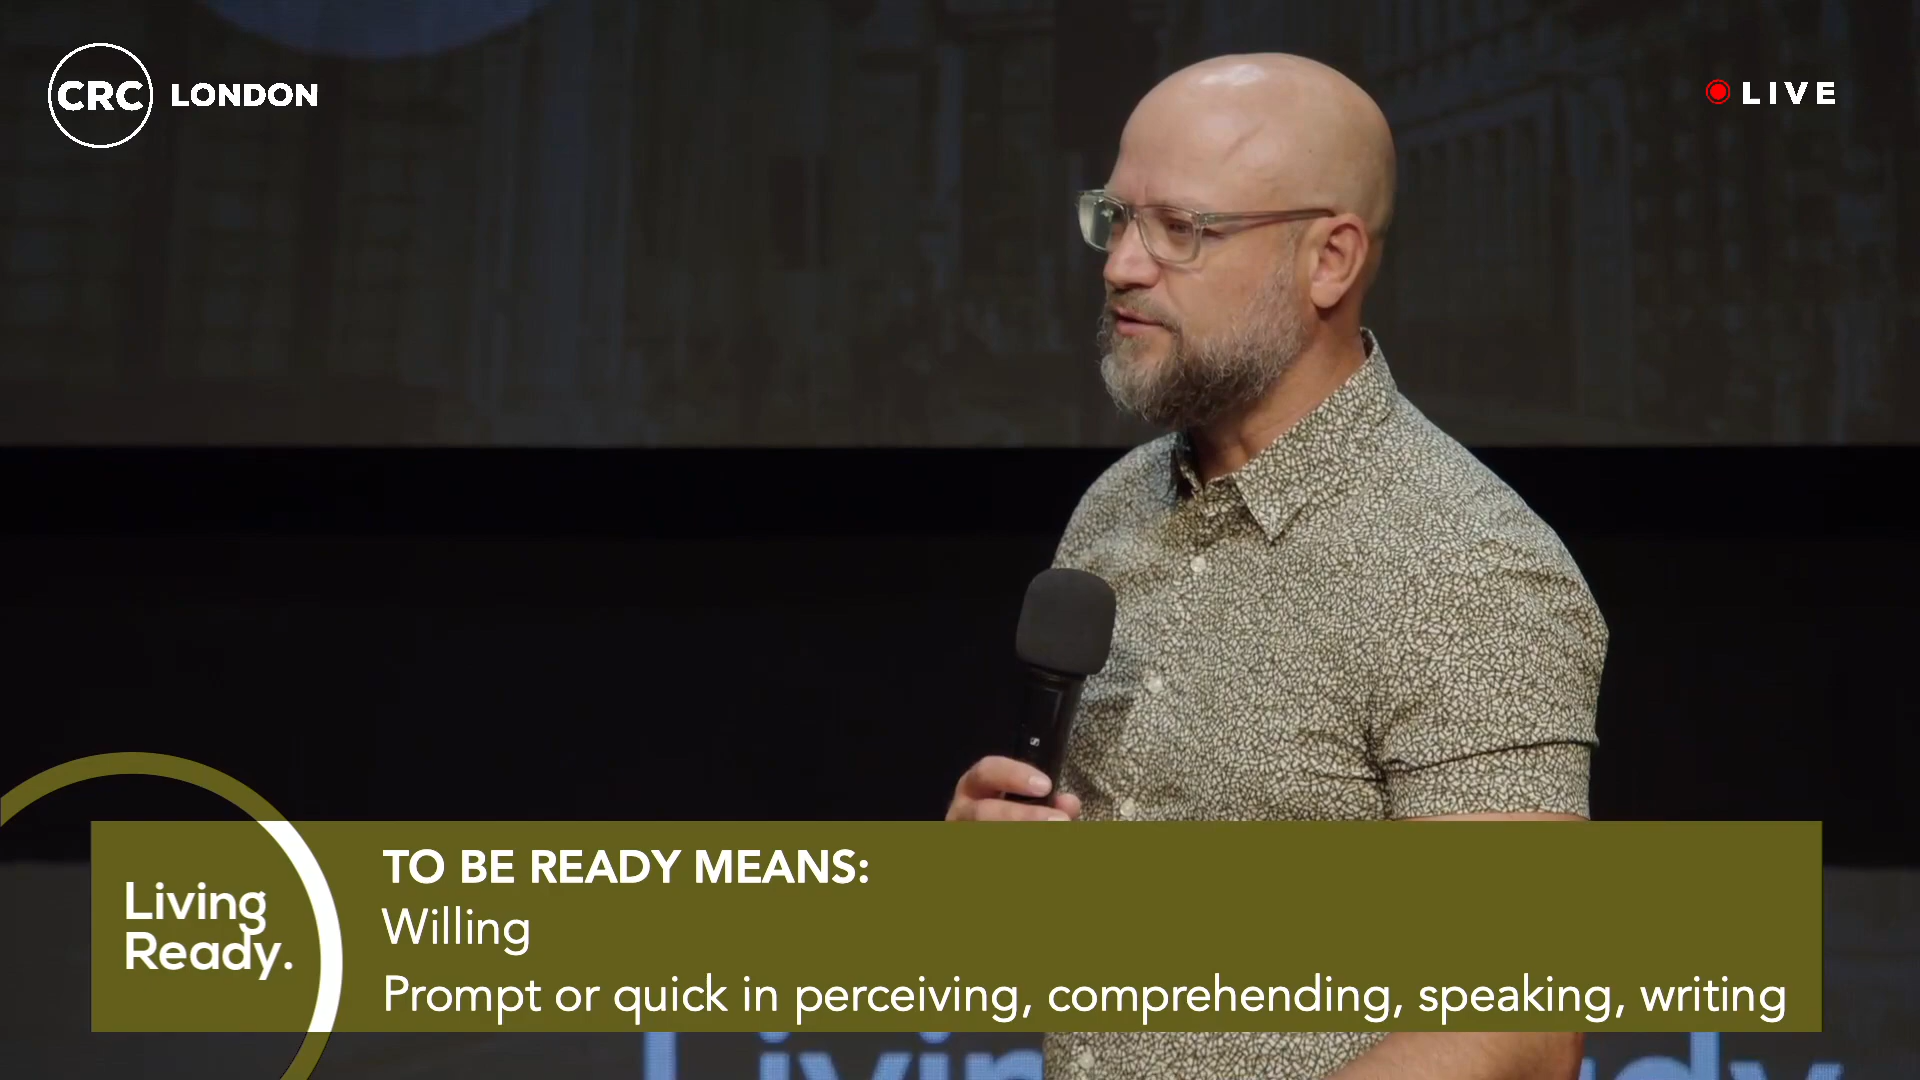 CRC LONDON
LIVE
Living
Ready.
TO BE READY MEANS:
Willing
Prompt or quick in perceiving, comprehending, speaking, writing